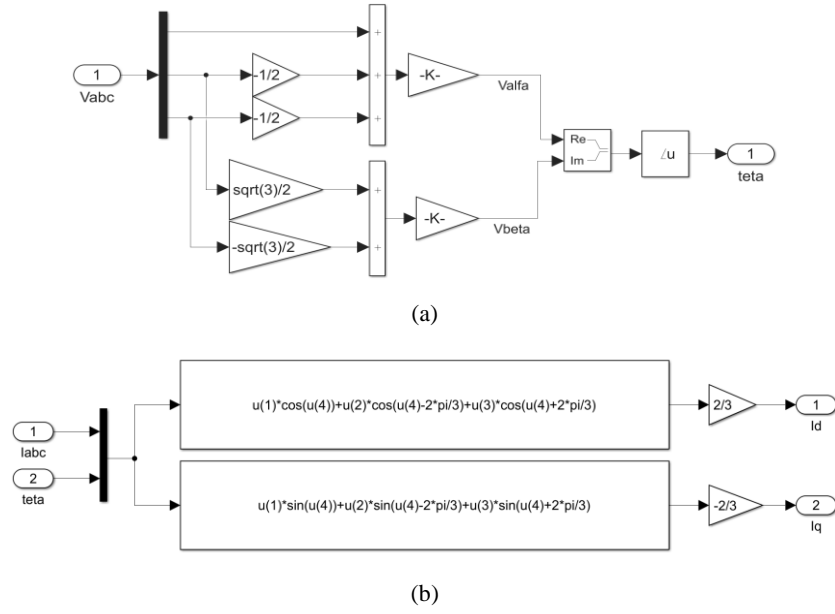 +
-1/2
+
-K-
1
Vabc
Valfa
-1/2
+
Re
Im
∠u
1
teta
sqrt(3)/2
+
-K-
Vbeta
-sqrt(3)/2
+
(a)
u(1)*cos(u(4))+u(2)*cos(u(4)-2*pi/3)+u(3)*cos(u(4)+2*pi/3)
2/3
1
Id
1
Iabc
2
teta
u(1)*sin(u(4))+u(2)*sin(u(4)-2*pi/3)+u(3)*sin(u(4)+2*pi/3)
-2/3
2
Iq
(b)